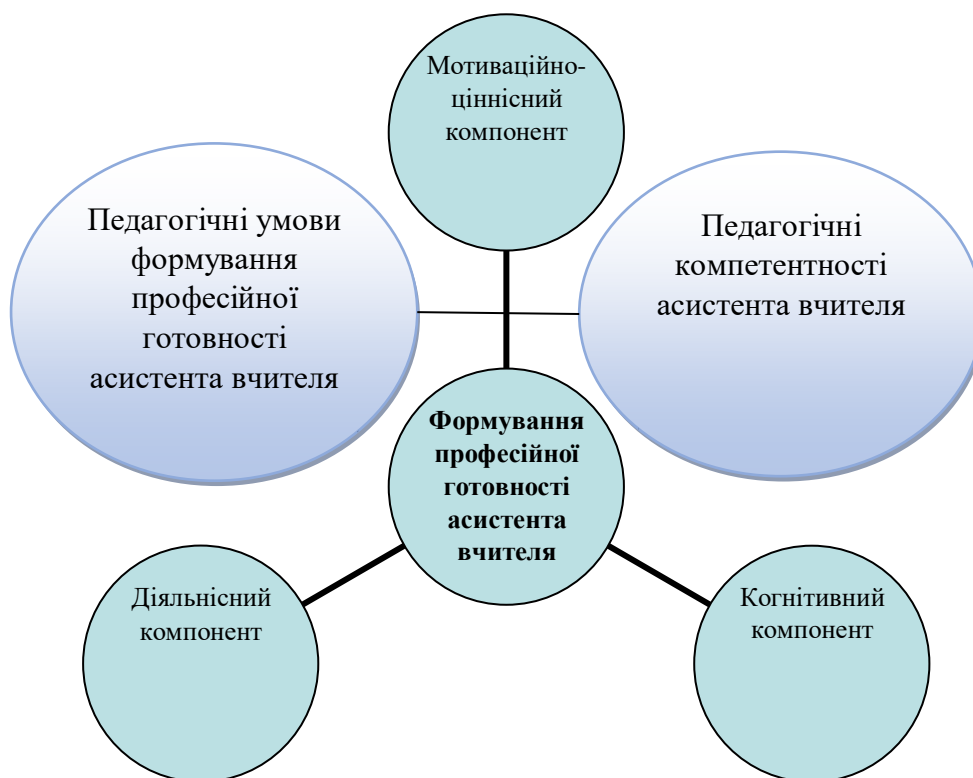 Мотиваційно-
ціннісний
компонент
Педагогічні умови
формування
професійної
готовності
асистента вчителя
Педагогічні
компетентності
асистента вчителя
Формування
професійної
готовності
асистента
вчителя
Діяльнісний
компонент
Когнітивний
компонент